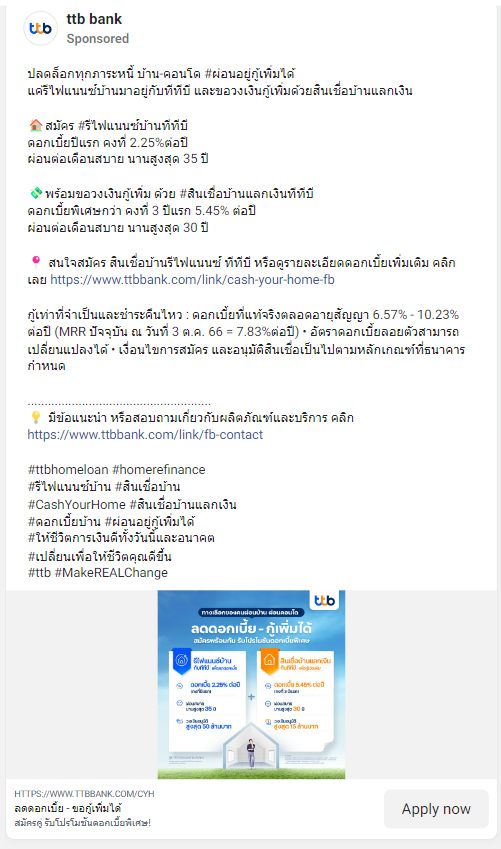 ttb bank
Sponsored
ปลดล็อกทุกภาระหนี้ บ้าน-คอนโด #ผ่อนอยู่กู้เพิ่มได้
แค่รีไฟแนนซ์บ้านมาอยู่กับทีทีบี และขอวงเงินกู้เพิ่มด้วยสินเชื่อบ้านแลกเงิน
🏠 สมัคร #รีไฟแนนซ์บ้านทีทีบี
ดอกเบี้ยปีแรก คงที่ 2.25%ต่อปี
ผ่อนต่อเดือนสบาย นานสูงสุด 35 ปี
💸 พร้อมขอวงเงินกู้เพิ่ม ด้วย #สินเชื่อบ้านแลกเงินทีทีบี
ดอกเบี้ยพิเศษกว่า คงที่ 3 ปีแรก 5.45% ต่อปี
ผ่อนต่อเดือนสบาย นานสูงสุด 30 ปี
📍 สนใจสมัคร สินเชื่อบ้านรีไฟแนนซ์ ทีทีบี หรือดูรายละเอียดดอกเบี้ยเพิ่มเติม คลิก
เลย https://www.ttbbank.com/link/cash-your-home-fb
กู้เท่าที่จำเป็นและชำระคืนไหว : ดอกเบี้ยที่แท้จริงตลอดอายุสัญญา 6.57% - 10.23%
ต่อปี (MRR ปัจจุบัน ณ วันที่ 3 ต.ค. 66 = 7.83%ต่อปี) • อัตราดอกเบี้ยลอยตัวสามารถ
เปลี่ยนแปลงได้ • เงื่อนไขการสมัคร และอนุมัติสินเชื่อเป็นไปตามหลักเกณฑ์ที่ธนาคาร
กำหนด
......................................................
💡 มีข้อแนะนำ หรือสอบถามเกี่ยวกับผลิตภัณฑ์และบริการ คลิก
https://www.ttbbank.com/link/fb-contact
#ttbhomeloan #homerefinance
#รีไฟแนนซ์บ้าน #สินเชื่อบ้าน
#CashYourHome #สินเชื่อบ้านแลกเงิน
#ดอกเบี้ยบ้าน #ผ่อนอยู่กู้เพิ่มได้
#ให้ชีวิตการเงินดีทั้งวันนี้และอนาคต
#เปลี่ยนเพื่อให้ชีวิตคุณดีขึ้น
#ttb #MakeREALChange
ttb
ทางเลือกของคนผ่อนบ้าน ผ่อนคอนโด
ลดดอกเบี้ย - กู้เพิ่มได้
สมัครพร้อมกัน รับโปรโมชันดอกเบี้ยพิเศษ
รีไฟแนนซ์บ้าน
สินเชื่อบ้านแลกเงิน
ดอกเบี้ย 2.25% ต่อปี
ดอกเบี้ย 5.45% ต่อปี
ผ่อนสบาย
นานสูงสุด 35 ปี
ผ่อนสบาย
นานสูงสุด 30 ปี
วงเงินอนุมัติ
สูงสุด 50 ล้านบาท
วงเงินอนุมัติ
สูงสุด 15 ล้านบาท
HTTPS://WWW.TTBBANK.COM/CYH
ลดดอกเบี้ย - ขอกู้เพิ่มได้
สมัครคู่ รับโปรโมชันดอกเบี้ยพิเศษ!
Apply now